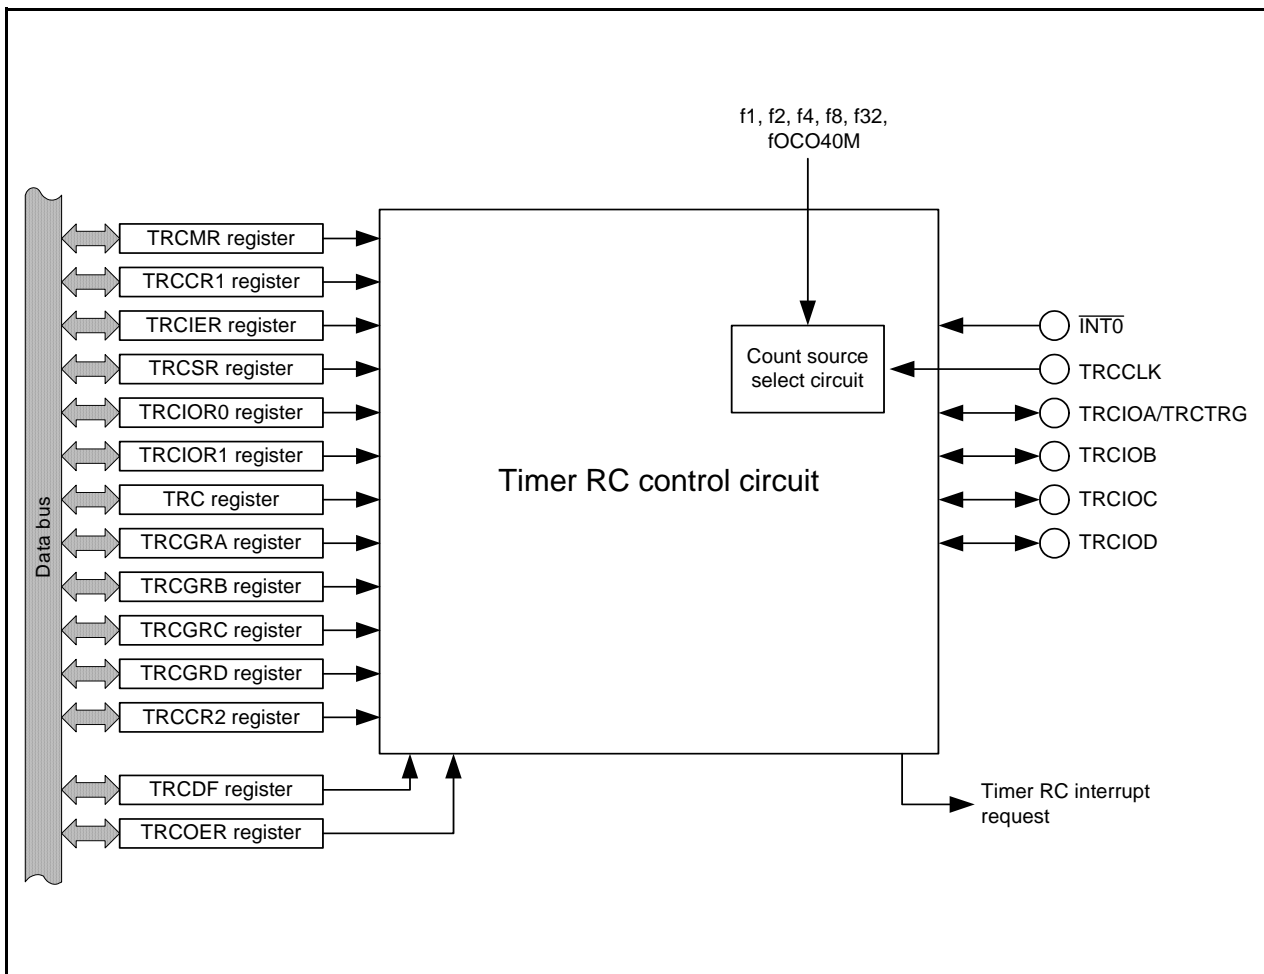 f1, f2, f4, f8, f32,
fOCO40M
Data bus
TRCMR register
TRCCR1 register
TRCIER register
TRCSR register
TRCIOR0 register
TRCIOR1 register
TRC register
TRCGRA register
TRCGRB register
TRCGRC register
TRCGRD register
TRCCR2 register
TRCDF register
TRCOER register
Timer RC control circuit
Count source
select circuit
I̅N̅T̅0̅
TRCCLK
TRCIOA/TRCTRG
TRCIOB
TRCIOC
TRCIOD
Timer RC interrupt
request